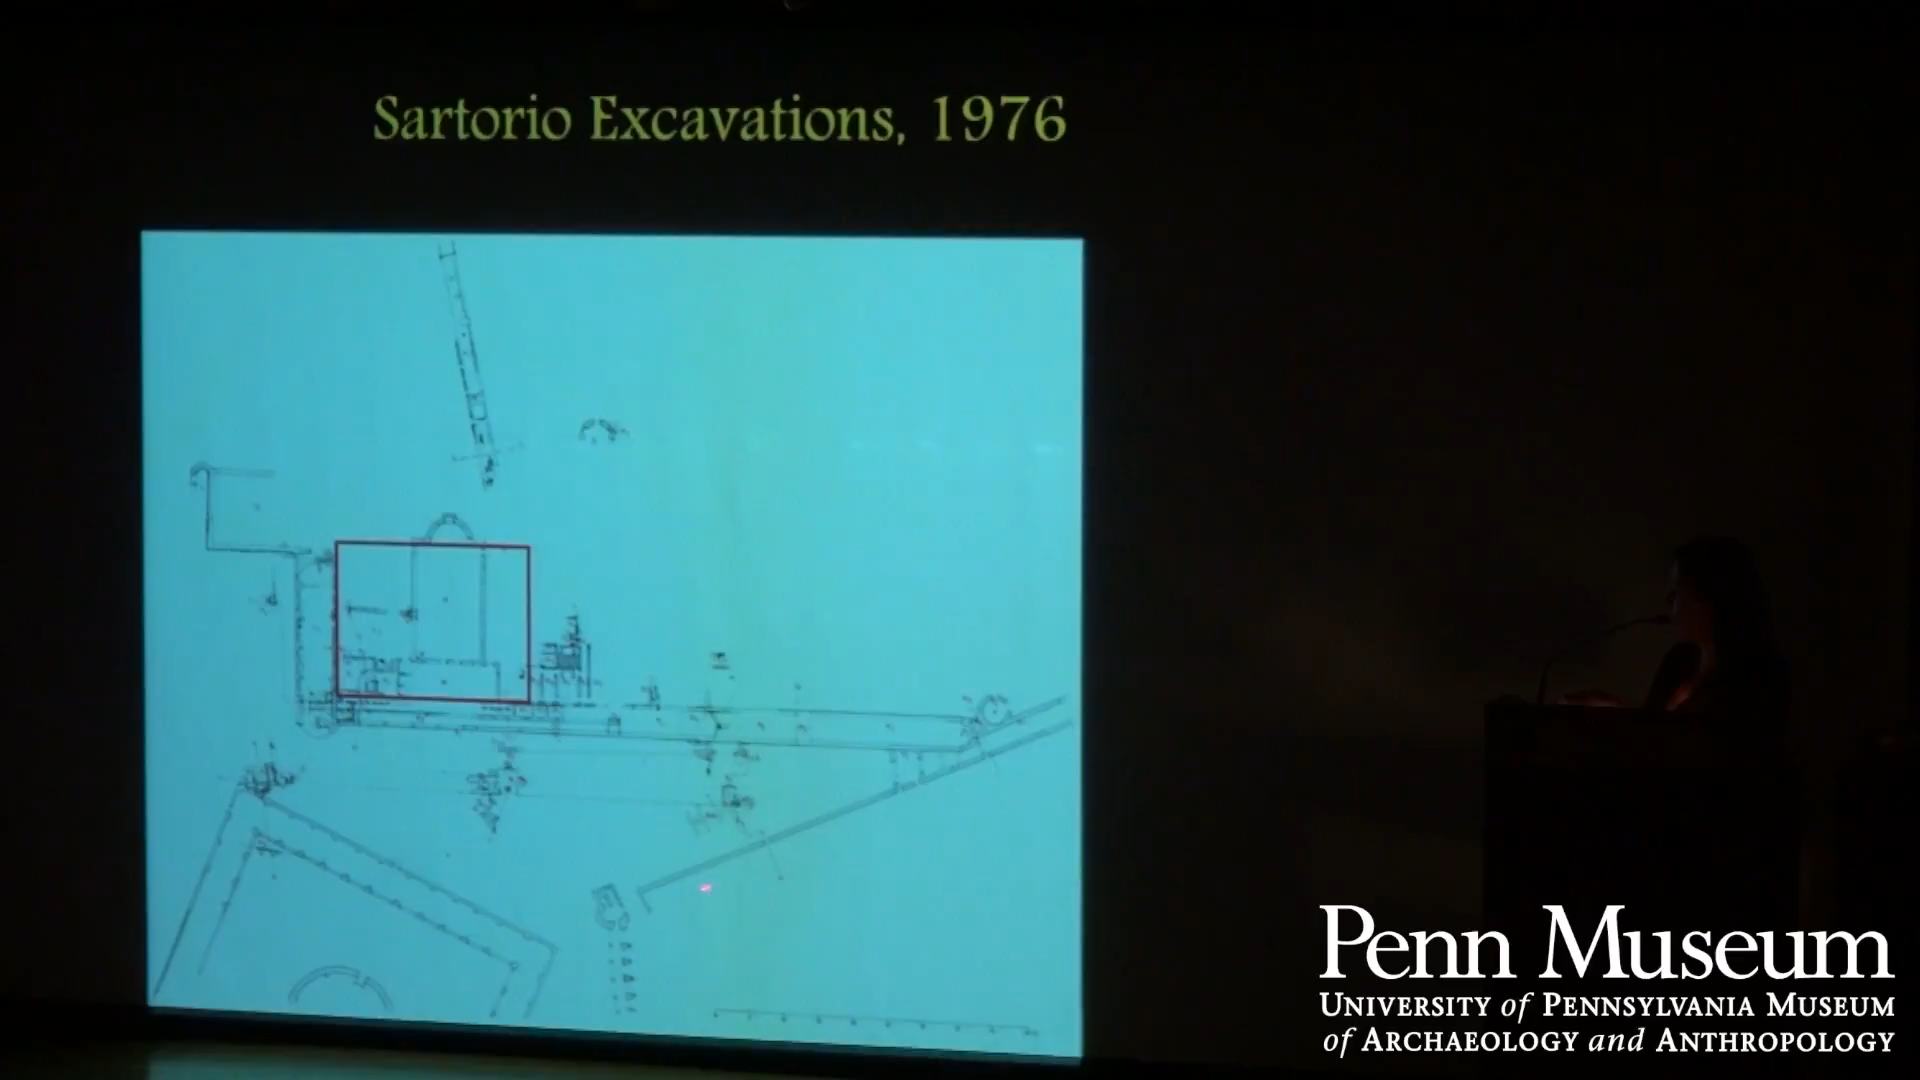 Sartorio Excavations, 1976
Penn Museum
UNIVERSITY of PENNSYLVANIA MUSEUM
of ARCHAEOLOGY and ANTHROPOLOGY